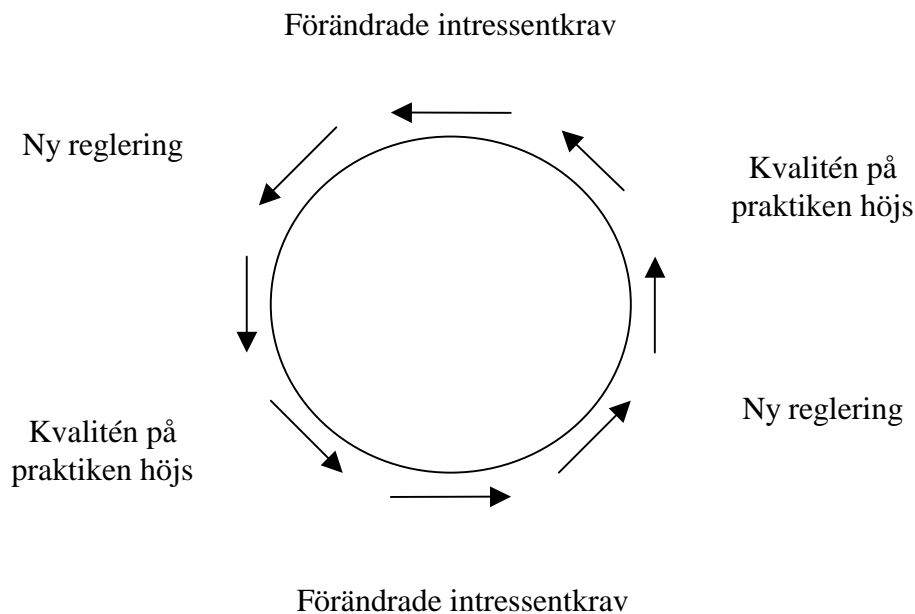 Förändrade intressentkrav
Ny reglering
Kvalitén på
praktiken höjs
Ny reglering
Kvalitén på
praktiken höjs
Förändrade intressentkrav